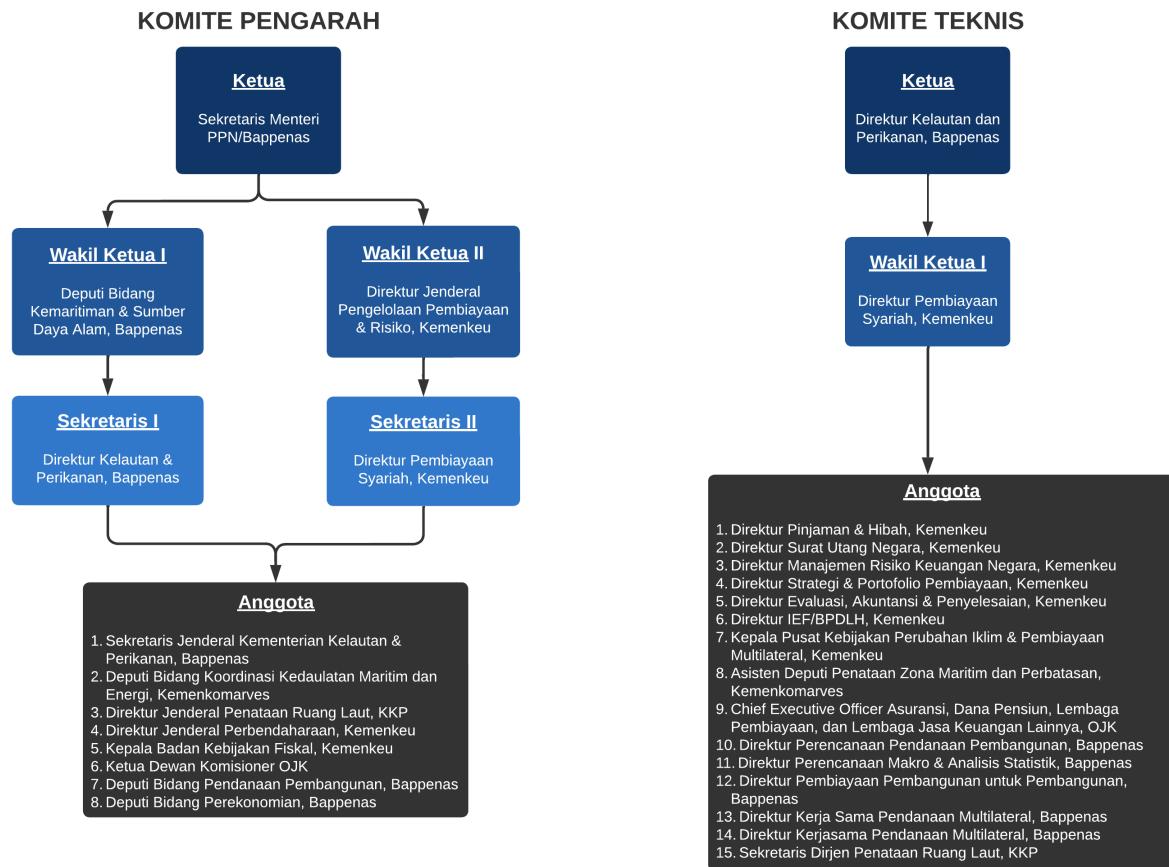 KOMITE PENGARAH
Ketua
Sekretaris Menteri
PPN/Bappenas
Wakil Ketua I
Deputi Bidang
Kemaritiman & Sumber
Daya Alam, Bappenas
Wakil Ketua II
Direktur Jenderal
Pengelolaan Pembiayaan
& Risiko, Kemenkeu
Sekretaris I
Direktur Kelautan &
Perikanan, Bappenas
Sekretaris II
Direktur Pembiayaan
Syariah, Kemenkeu
Anggota
1. Sekretaris Jenderal Kementerian Kelautan &
Perikanan, Bappenas
2. Deputi Bidang Koordinasi Kedaulatan Maritim dan
Energi, Kemenkomarves
3. Direktur Jenderal Penataan Ruang Laut, KKP
4. Direktur Jenderal Perbendaharaan, Kemenkeu
5. Kepala Badan Kebijakan Fiskal, Kemenkeu
6. Ketua Dewan Komisioner OJK
7. Deputi Bidang Pendanaan Pembangunan, Bappenas
8. Deputi Bidang Perekonomian, Bappenas
KOMITE TEKNIS
Ketua
Direktur Kelautan dan
Perikanan, Bappenas
Wakil Ketua I
Direktur Pembiayaan
Syariah, Kemenkeu
Anggota
1. Direktur Pinjaman & Hibah, Kemenkeu
2. Direktur Surat Utang Negara, Kemenkeu
3. Direktur Manajemen Risiko Keuangan Negara, Kemenkeu
4. Direktur Strategi & Portofolio Pembiayaan, Kemenkeu
5. Direktur Evaluasi, Akuntansi & Penyelesaian, Kemenkeu
6. Direktur IEF/BPDLH, Kemenkeu
7. Kepala Pusat Kebijakan Perubahan Iklim & Pembiayaan
Multilateral, Kemenkeu
8. Asisten Deputi Penataan Zona Maritim dan Perbatasan,
Kemenkomarves
9. Chief Executive Officer Asuransi, Dana Pensiun, Lembaga
Pembiayaan, dan Lembaga Jasa Keuangan Lainnya, OJK
10. Direktur Perencanaan Pendanaan Pembangunan, Bappenas
11. Direktur Perencanaan Makro & Analisis Statistik, Bappenas
12. Direktur Pembiayaan Pembangunan untuk Pembangunan,
Bappenas
13. Direktur Kerja Sama Pendanaan Multilateral, Bappenas
14. Direktur Kerjasama Pendanaan Multilateral, Bappenas
15. Sekretaris Dirjen Penataan Ruang Laut, KKP